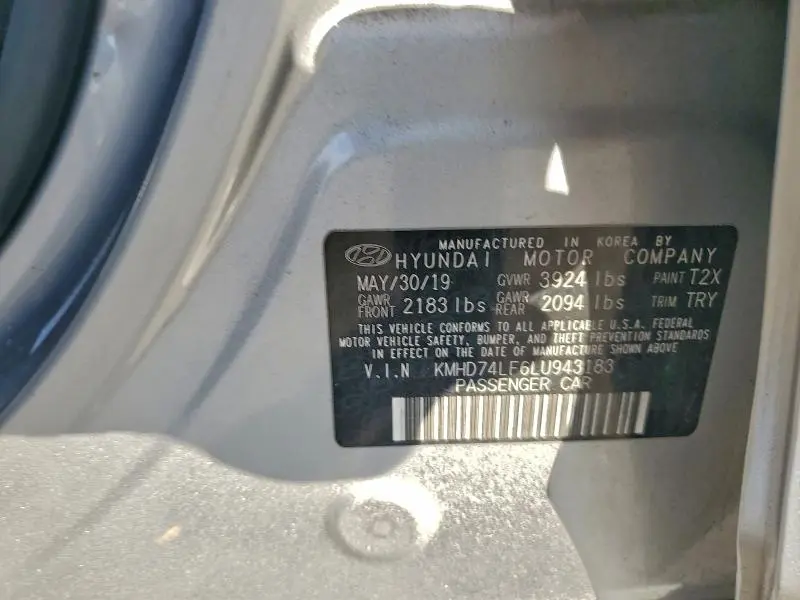 MANUFACTURED IN KOREA BY
HYUNDAI MOTOR COMPANY
MAY/30/19 GVWR 3924 lbs PAINT T2X
GAWR FRONT 2183 lbs GAWR REAR 2094 lbs TRIM TRY
THIS VEHICLE CONFORMS TO ALL APPLICABLE U.S.A. FEDERAL
MOTOR VEHICLE SAFETY, BUMPER, AND THEFT PREVENTION STANDARDS
IN EFFECT ON THE DATE OF MANUFACTURE SHOWN ABOVE
V.I.N KMHD74LF6LU943183
PASSENGER CAR